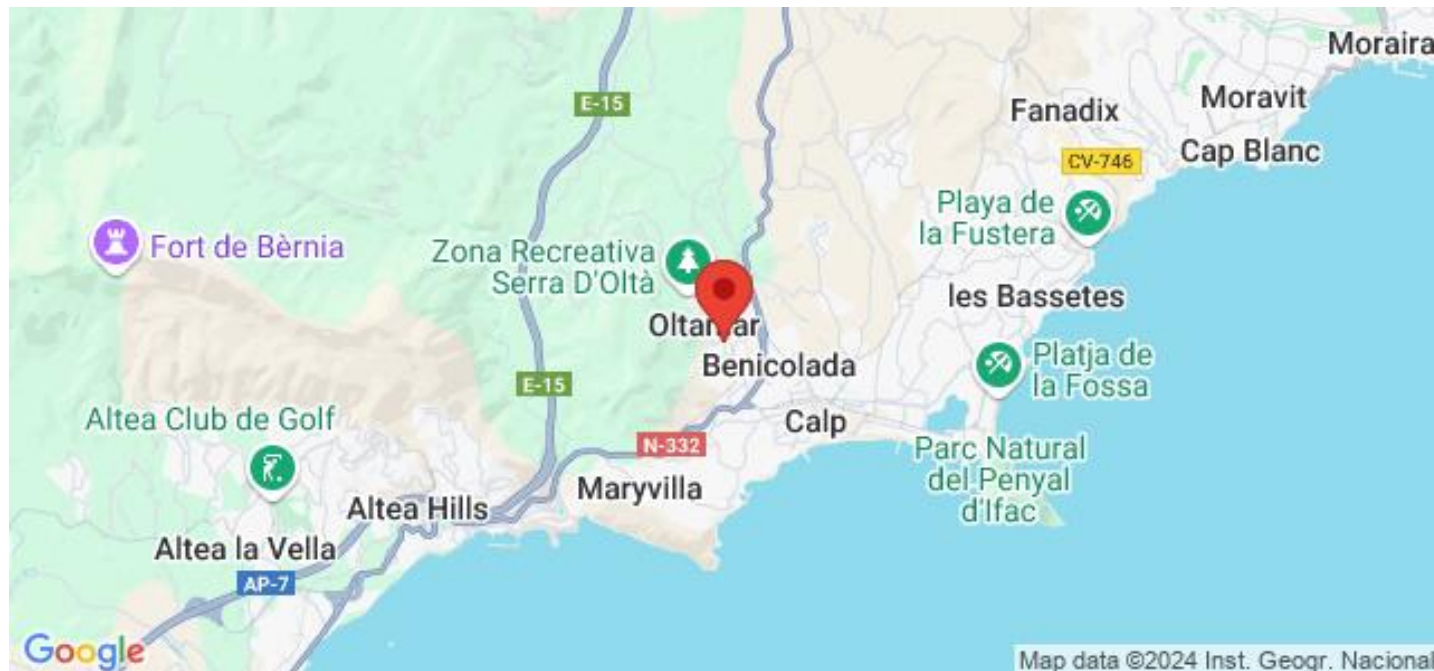 Moraira
E-15
Moravit
Fanadix
Cap Blanc
CV-746
Playa de
la Fustera
Fort de Bèrnia
Zona Recreativa
Serra D'Oltà
les Bassetes
Oltamar
Benicolada
Platja de
la Fossa
E-15
Altea Club de Golf
Calp
N-332
Parc Natural
del Penyal
d'Ifac
Maryvilla
Altea Hills
Altea la Vella
AP-7
Google
Map data ©2024 Inst. Geogr. Nacional